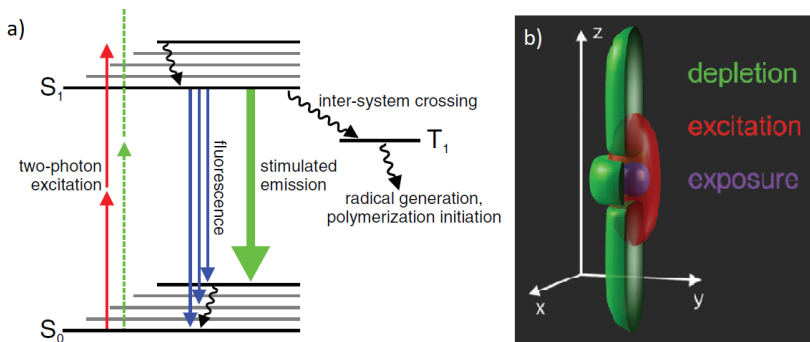 a)
S1
two-photon
excitation
fluorescence
stimulated
emission
inter-system crossing
T1
radical generation,
polymerization initiation
S0
b)
z
depletion
excitation
exposure
x
y